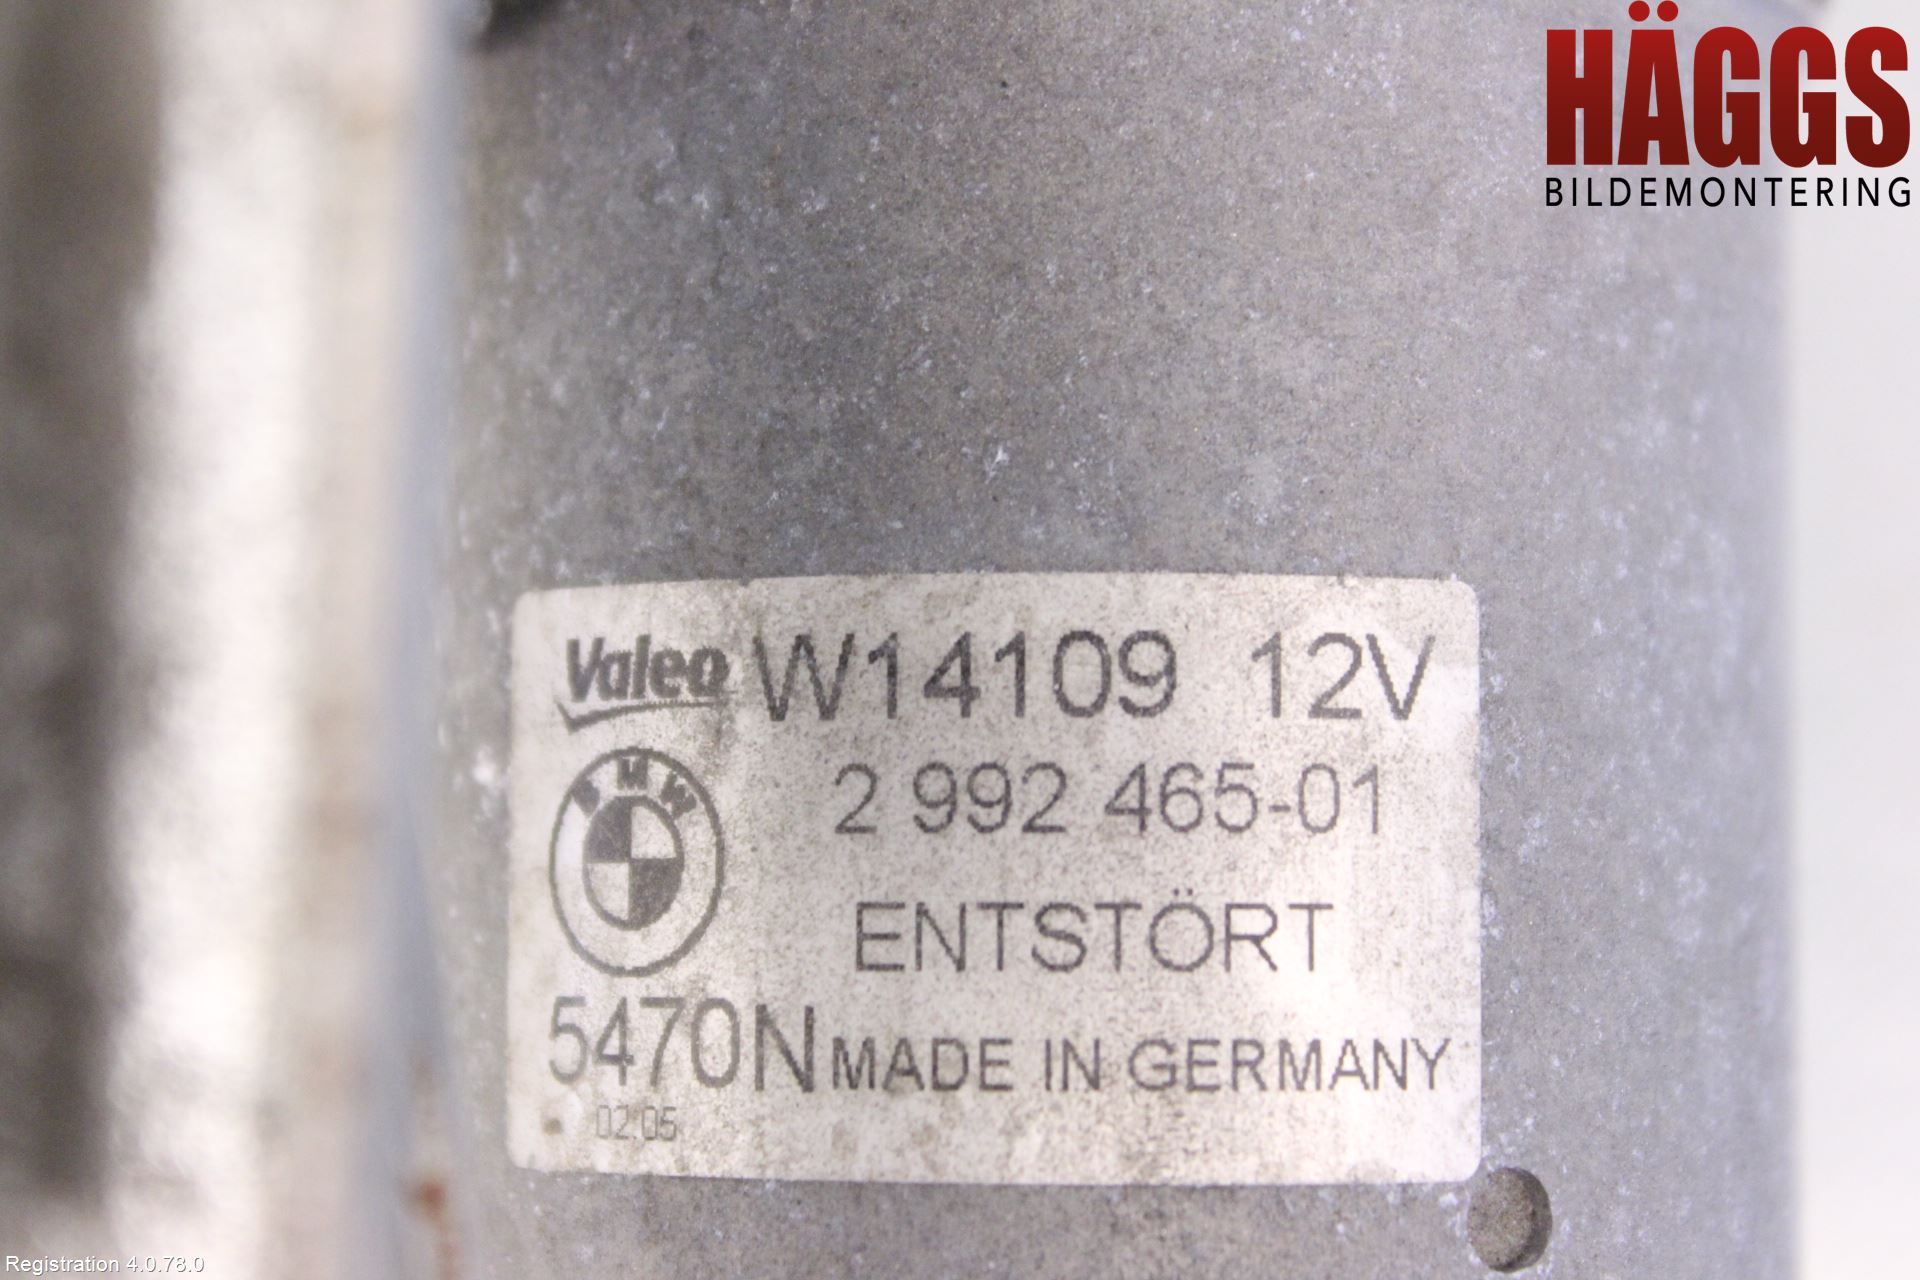 HÄGGS
BILDEMONTERING
Valeo W14109 12V
BMW
2 992 465-01
ENTSTÖRT
5470N MADE IN GERMANY
02:05
Registration 4.0.78.0